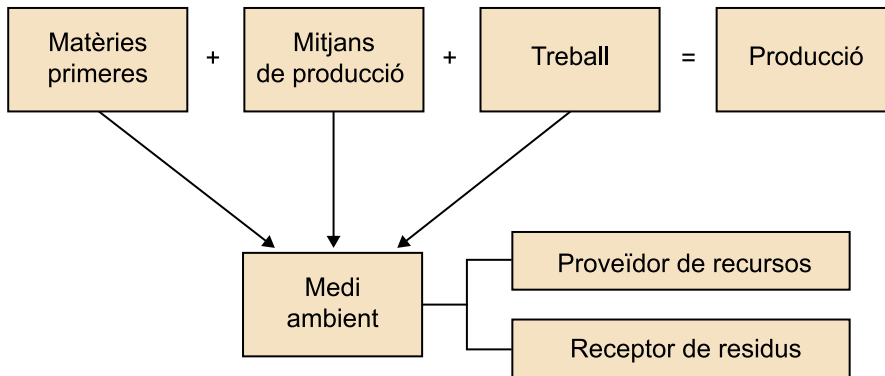 Matèries
primeres
+
Mitjans
de producció
+
Treball
=
Producció
Medi
ambient
Proveïdor de recursos
Receptor de residus